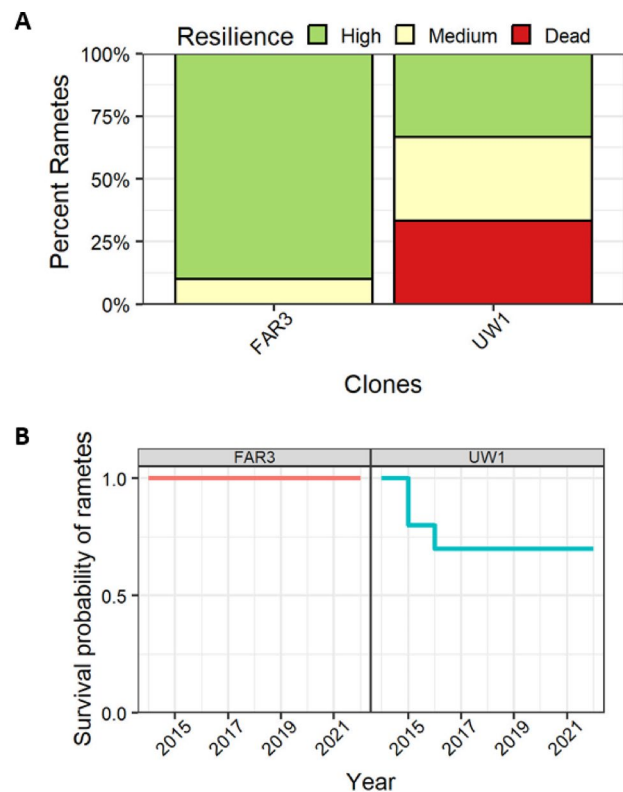 A
Resilience High Medium Dead
100%
75%
50%
25%
0%
Percent Rametes
FAR3 UW1
Clones
B
FAR3 UW1
1.0
0.5
0.0
Survival probability of rametes
2015 2017 2019 2021 2015 2017 2019 2021
Year